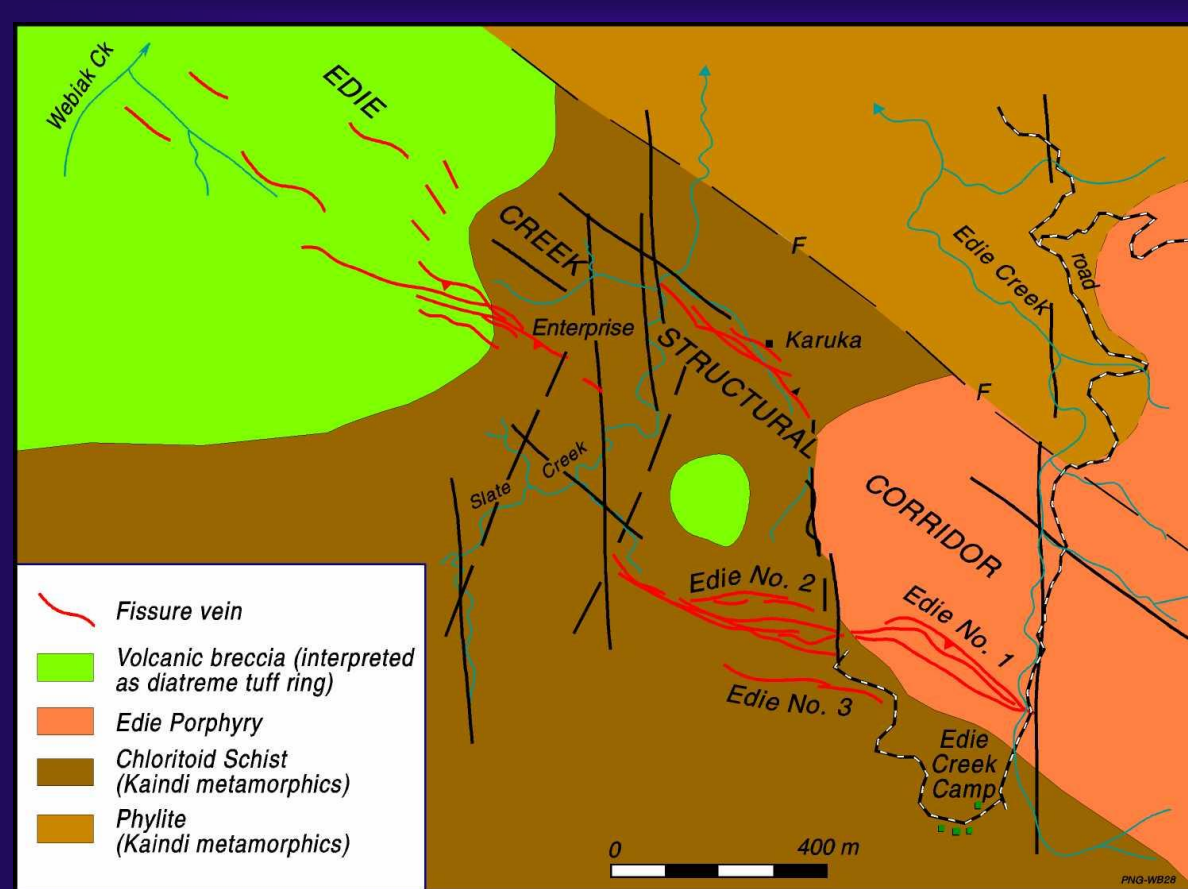 Webiak Ck
EDIE
CREEK
STRUCTURAL
CORRIDOR
F
F
Edie Creek
road
Enterprise
Karuka
Slate Creek
Edie No. 2
Edie No. 1
Edie No. 3
Edie
Creek
Camp
Fissure vein
Volcanic breccia (interpreted
as diatreme tuff ring)
Edie Porphyry
Chloritoid Schist
(Kaindi metamorphics)
Phylite
(Kaindi metamorphics)
0 400 m
PNG-WB28